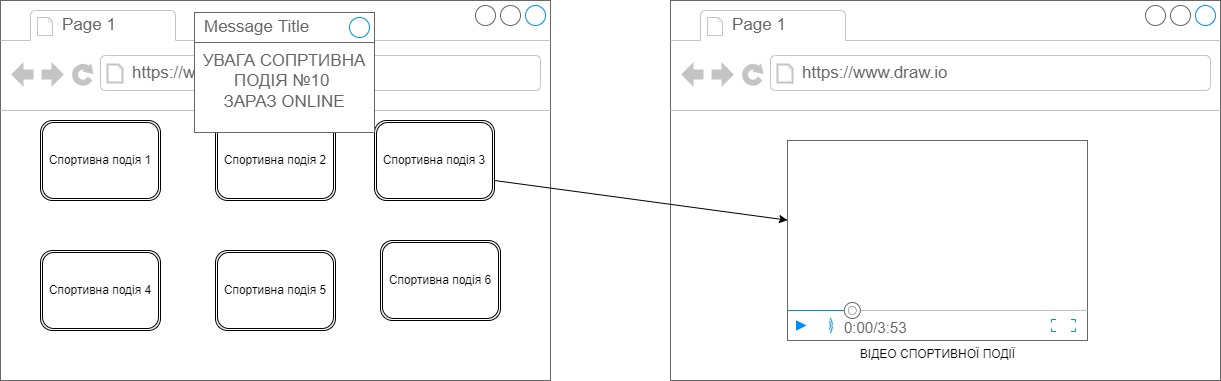 Page 1
Message Title
УВАГА СОПРТИВНА
ПОДІЯ №10
ЗАРАЗ ONLINE
https://w
Спортивна подія 1
Спортивна подія 2
Спортивна подія 3
Спортивна подія 4
Спортивна подія 5
Спортивна подія 6
Page 1
https://www.draw.io
0:00/3:53
ВІДЕО СПОРТИВНОЇ ПОДІЇ